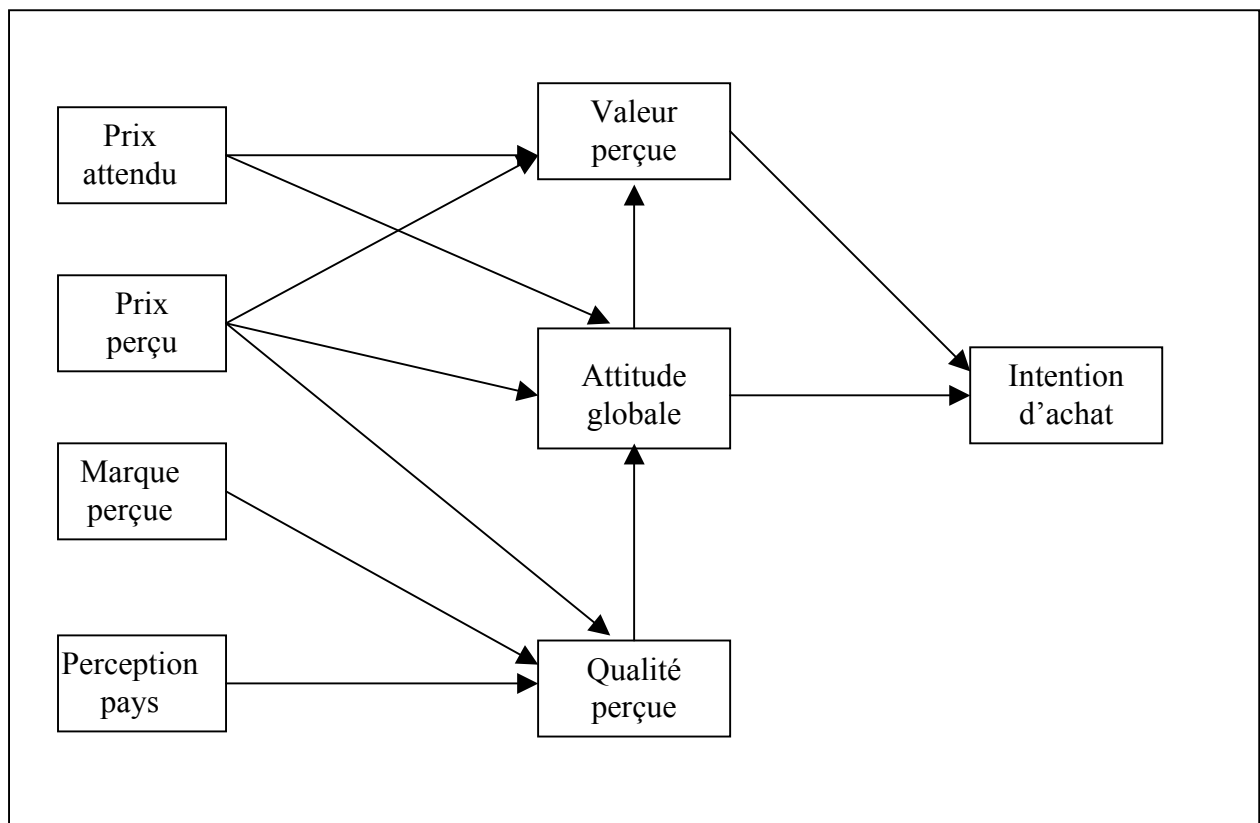 Prix
attendu
Prix
perçu
Marque
perçue
Perception
pays
Valeur
perçue
Attitude
globale
Qualité
perçue
Intention
d’achat